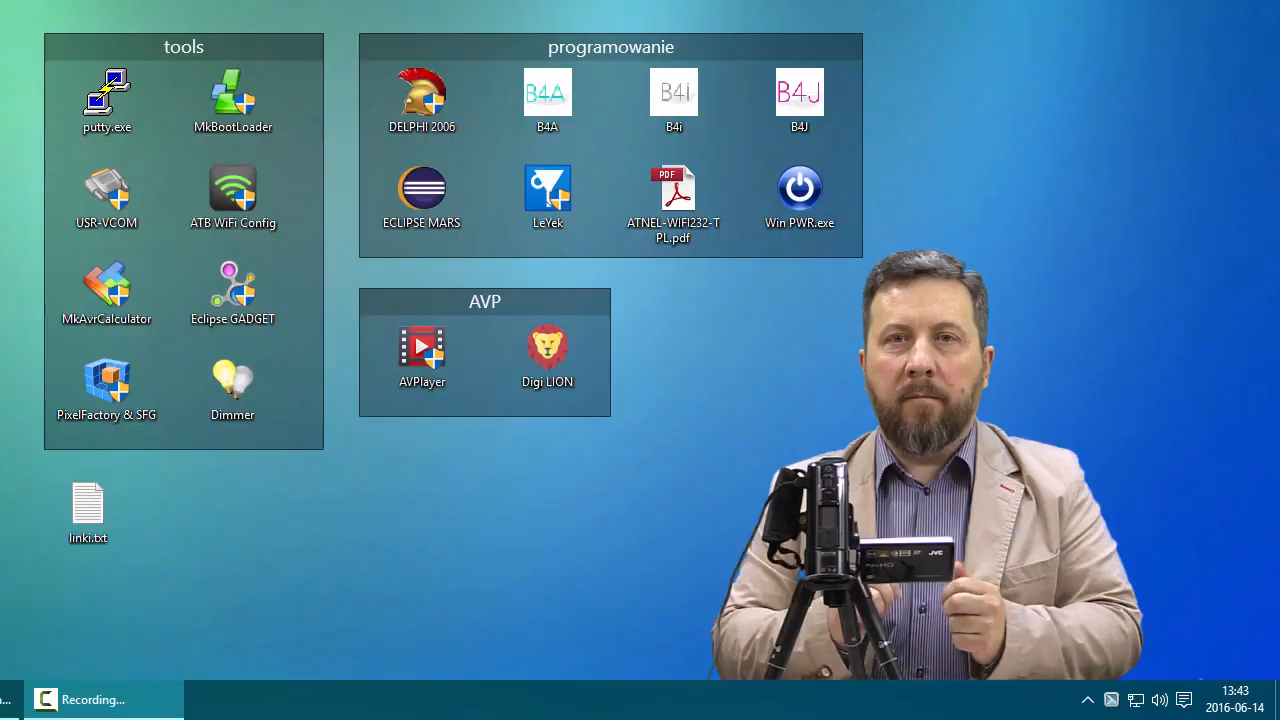 tools
putty.exe
MkBootLoader
USR-VCOM
ATB WiFi Config
MkAvrCalculator
Eclipse GADGET
PixelFactory & SFG
Dimmer
linki.txt
programowanie
DELPHI 2006
B4A
B4A
B4i
B4i
B4J
B4J
ECLIPSE MARS
LeYek
PDF
ATNEL-WIFI232-T
PL.pdf
Win PWR.exe
AVP
AVPlayer
Digi LION
JVC
FULL HD
Recording...
13:43
2016-06-14